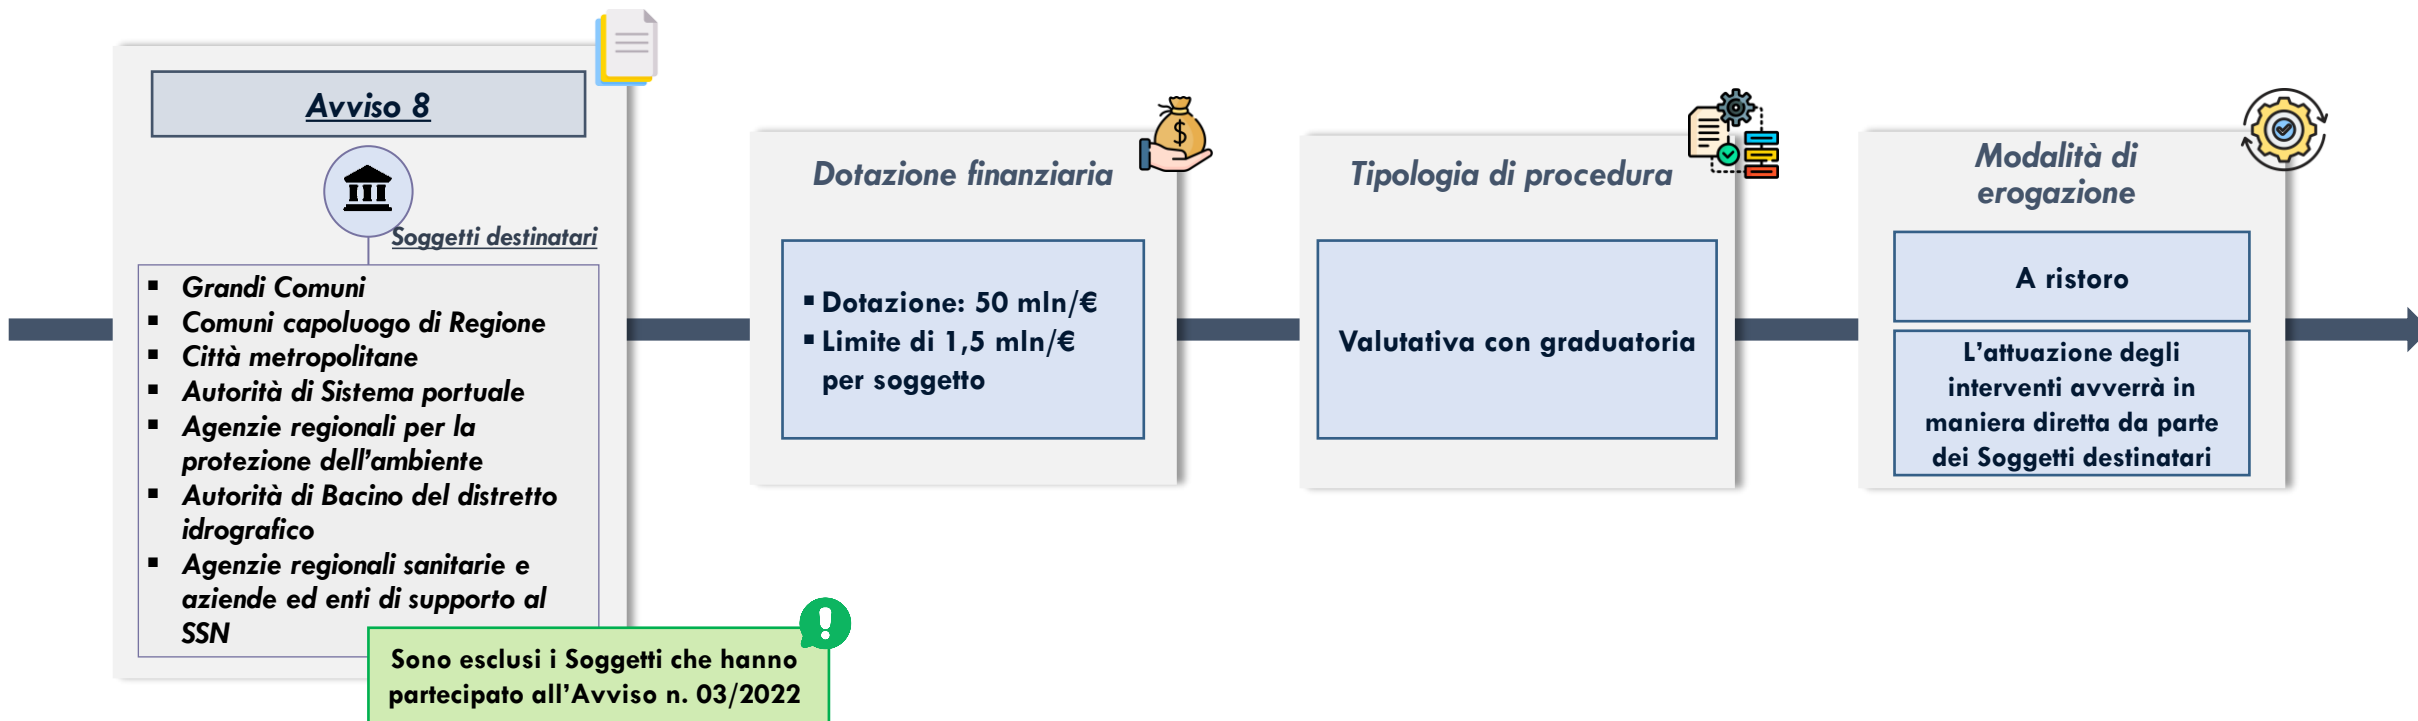 Avviso 8
Soggetti destinatari
▪ Grandi Comuni
▪ Comuni capoluogo di Regione
▪ Città metropolitane
▪ Autorità di Sistema portuale
▪ Agenzie regionali per la
protezione dell’ambiente
▪ Autorità di Bacino del distretto
idrografico
▪ Agenzie regionali sanitarie e
aziende ed enti di supporto al
SSN
Sono esclusi i Soggetti che hanno
partecipato all’Avviso n. 03/2022
Dotazione finanziaria
▪ Dotazione: 50 mln/€
▪ Limite di 1,5 mln/€
per soggetto
Tipologia di procedura
Valutativa con graduatoria
Modalità di
erogazione
A ristoro
L’attuazione degli
interventi avverrà in
maniera diretta da parte
dei Soggetti destinatari